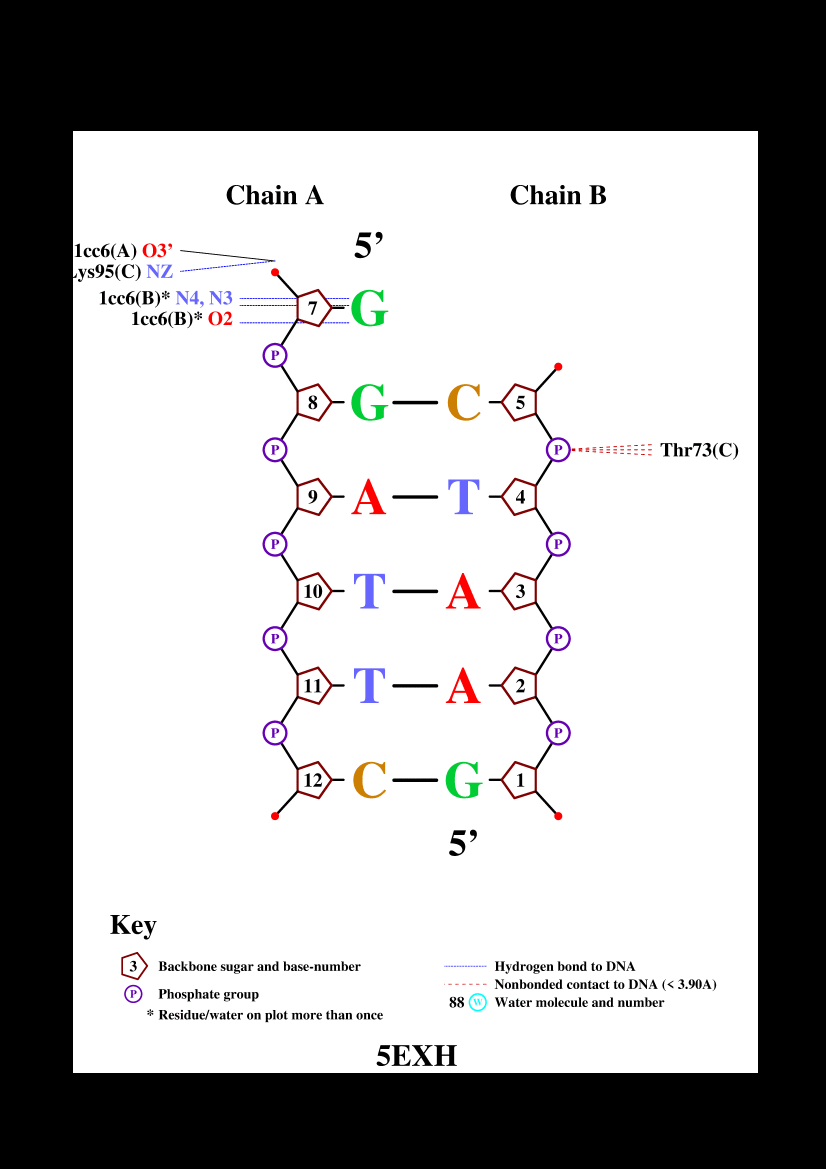 Chain A Chain B
5’
1cc6(A) O3’
Lys95(C) NZ
1cc6(B)* N4, N3
7 G
1cc6(B)* O2
P
8 G C 5
P P Thr73(C)
9 A T 4
P P
10 T A 3
P P
11 T A 2
P P
12 C G 1
5’
Key
3 Backbone sugar and base-number
P Phosphate group
* Residue/water on plot more than once
Hydrogen bond to DNA
Nonbonded contact to DNA (< 3.90A)
88 W Water molecule and number
5EXH